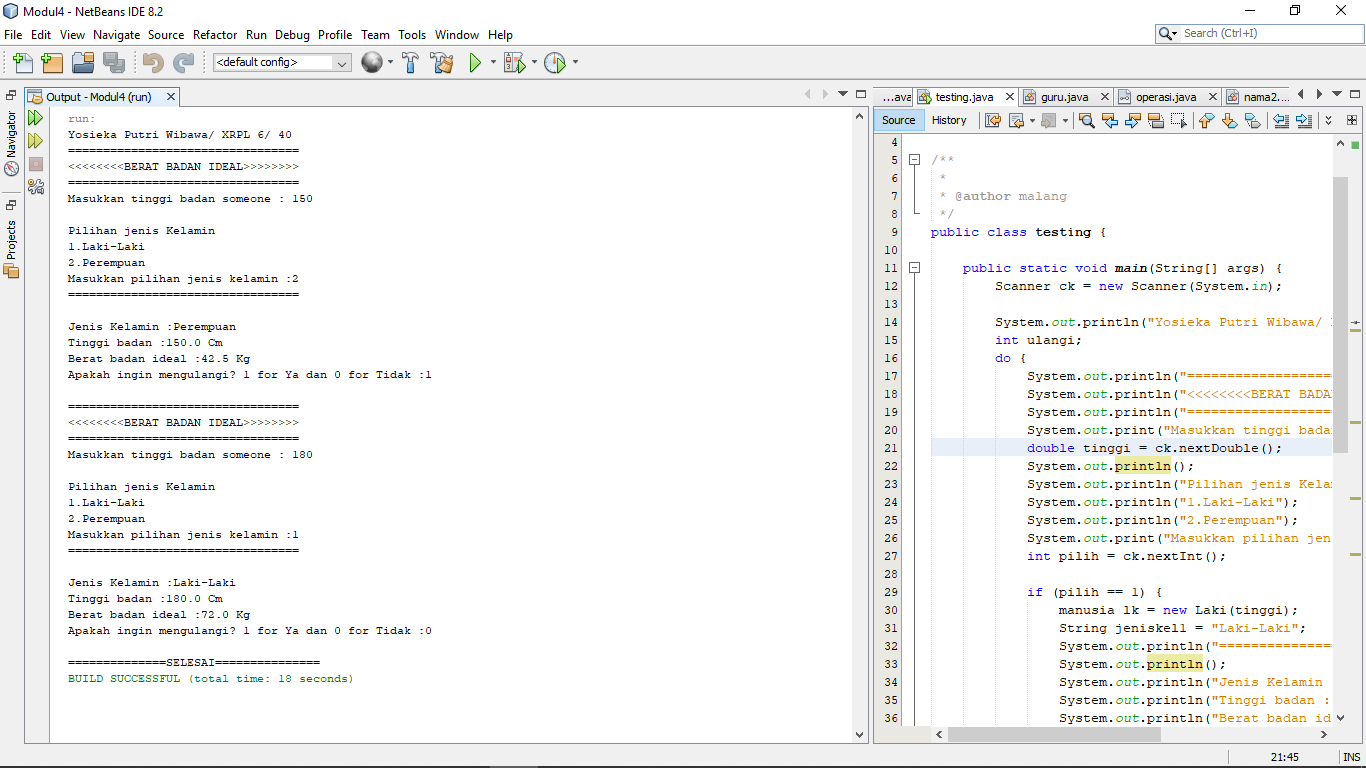 Modul4 - NetBeans IDE 8.2
File Edit View Navigate Source Refactor Run Debug Profile Team Tools Window Help
Search (Ctrl+I)
<default config>
Output - Modul4 (run)
Navigator
Projects
run:
Yosieka Putri Wibawa/ XRPL 6/ 40
=================================
<<<<<<<<BERAT BADAN IDEAL>>>>>>>>
=================================
Masukkan tinggi badan someone : 150
Pilihan jenis Kelamin
1.Laki-Laki
2.Perempuan
Masukkan pilihan jenis kelamin :2
=================================
Jenis Kelamin :Perempuan
Tinggi badan :150.0 Cm
Berat badan ideal :42.5 Kg
Apakah ingin mengulangi? 1 for Ya dan 0 for Tidak :1
=================================
<<<<<<<<BERAT BADAN IDEAL>>>>>>>>
=================================
Masukkan tinggi badan someone : 180
Pilihan jenis Kelamin
1.Laki-Laki
2.Perempuan
Masukkan pilihan jenis kelamin :1
=================================
Jenis Kelamin :Laki-Laki
Tinggi badan :180.0 Cm
Berat badan ideal :72.0 Kg
Apakah ingin mengulangi? 1 for Ya dan 0 for Tidak :0
==============SELESAI===============
BUILD SUCCESSFUL (total time: 18 seconds)
...ava testing.java guru.java operasi.java nama2....
Source History
4
5 /**
6 *
7 * @author malang
8 */
9 public class testing {
10
11 public static void main(String[] args) {
12 Scanner ck = new Scanner(System.in);
13
14 System.out.println("Yosieka Putri Wibawa/
15 int ulangi;
16 do {
17 System.out.println("===================
18 System.out.println("<<<<<<<<BERAT BADA
19 System.out.println("===================
20 System.out.print("Masukkan tinggi bada
21 double tinggi = ck.nextDouble();
22 System.out.println();
23 System.out.println("Pilihan jenis Kela
24 System.out.println("1.Laki-Laki");
25 System.out.println("2.Perempuan");
26 System.out.print("Masukkan pilihan jen
27 int pilih = ck.nextInt();
28
29 if (pilih == 1) {
30 manusia lk = new Laki(tinggi);
31 String jeniskell = "Laki-Laki";
32 System.out.println("==============
33 System.out.println();
34 System.out.println("Jenis Kelamin
35 System.out.println("Tinggi badan :
36 System.out.println("Berat badan id
21:45 INS